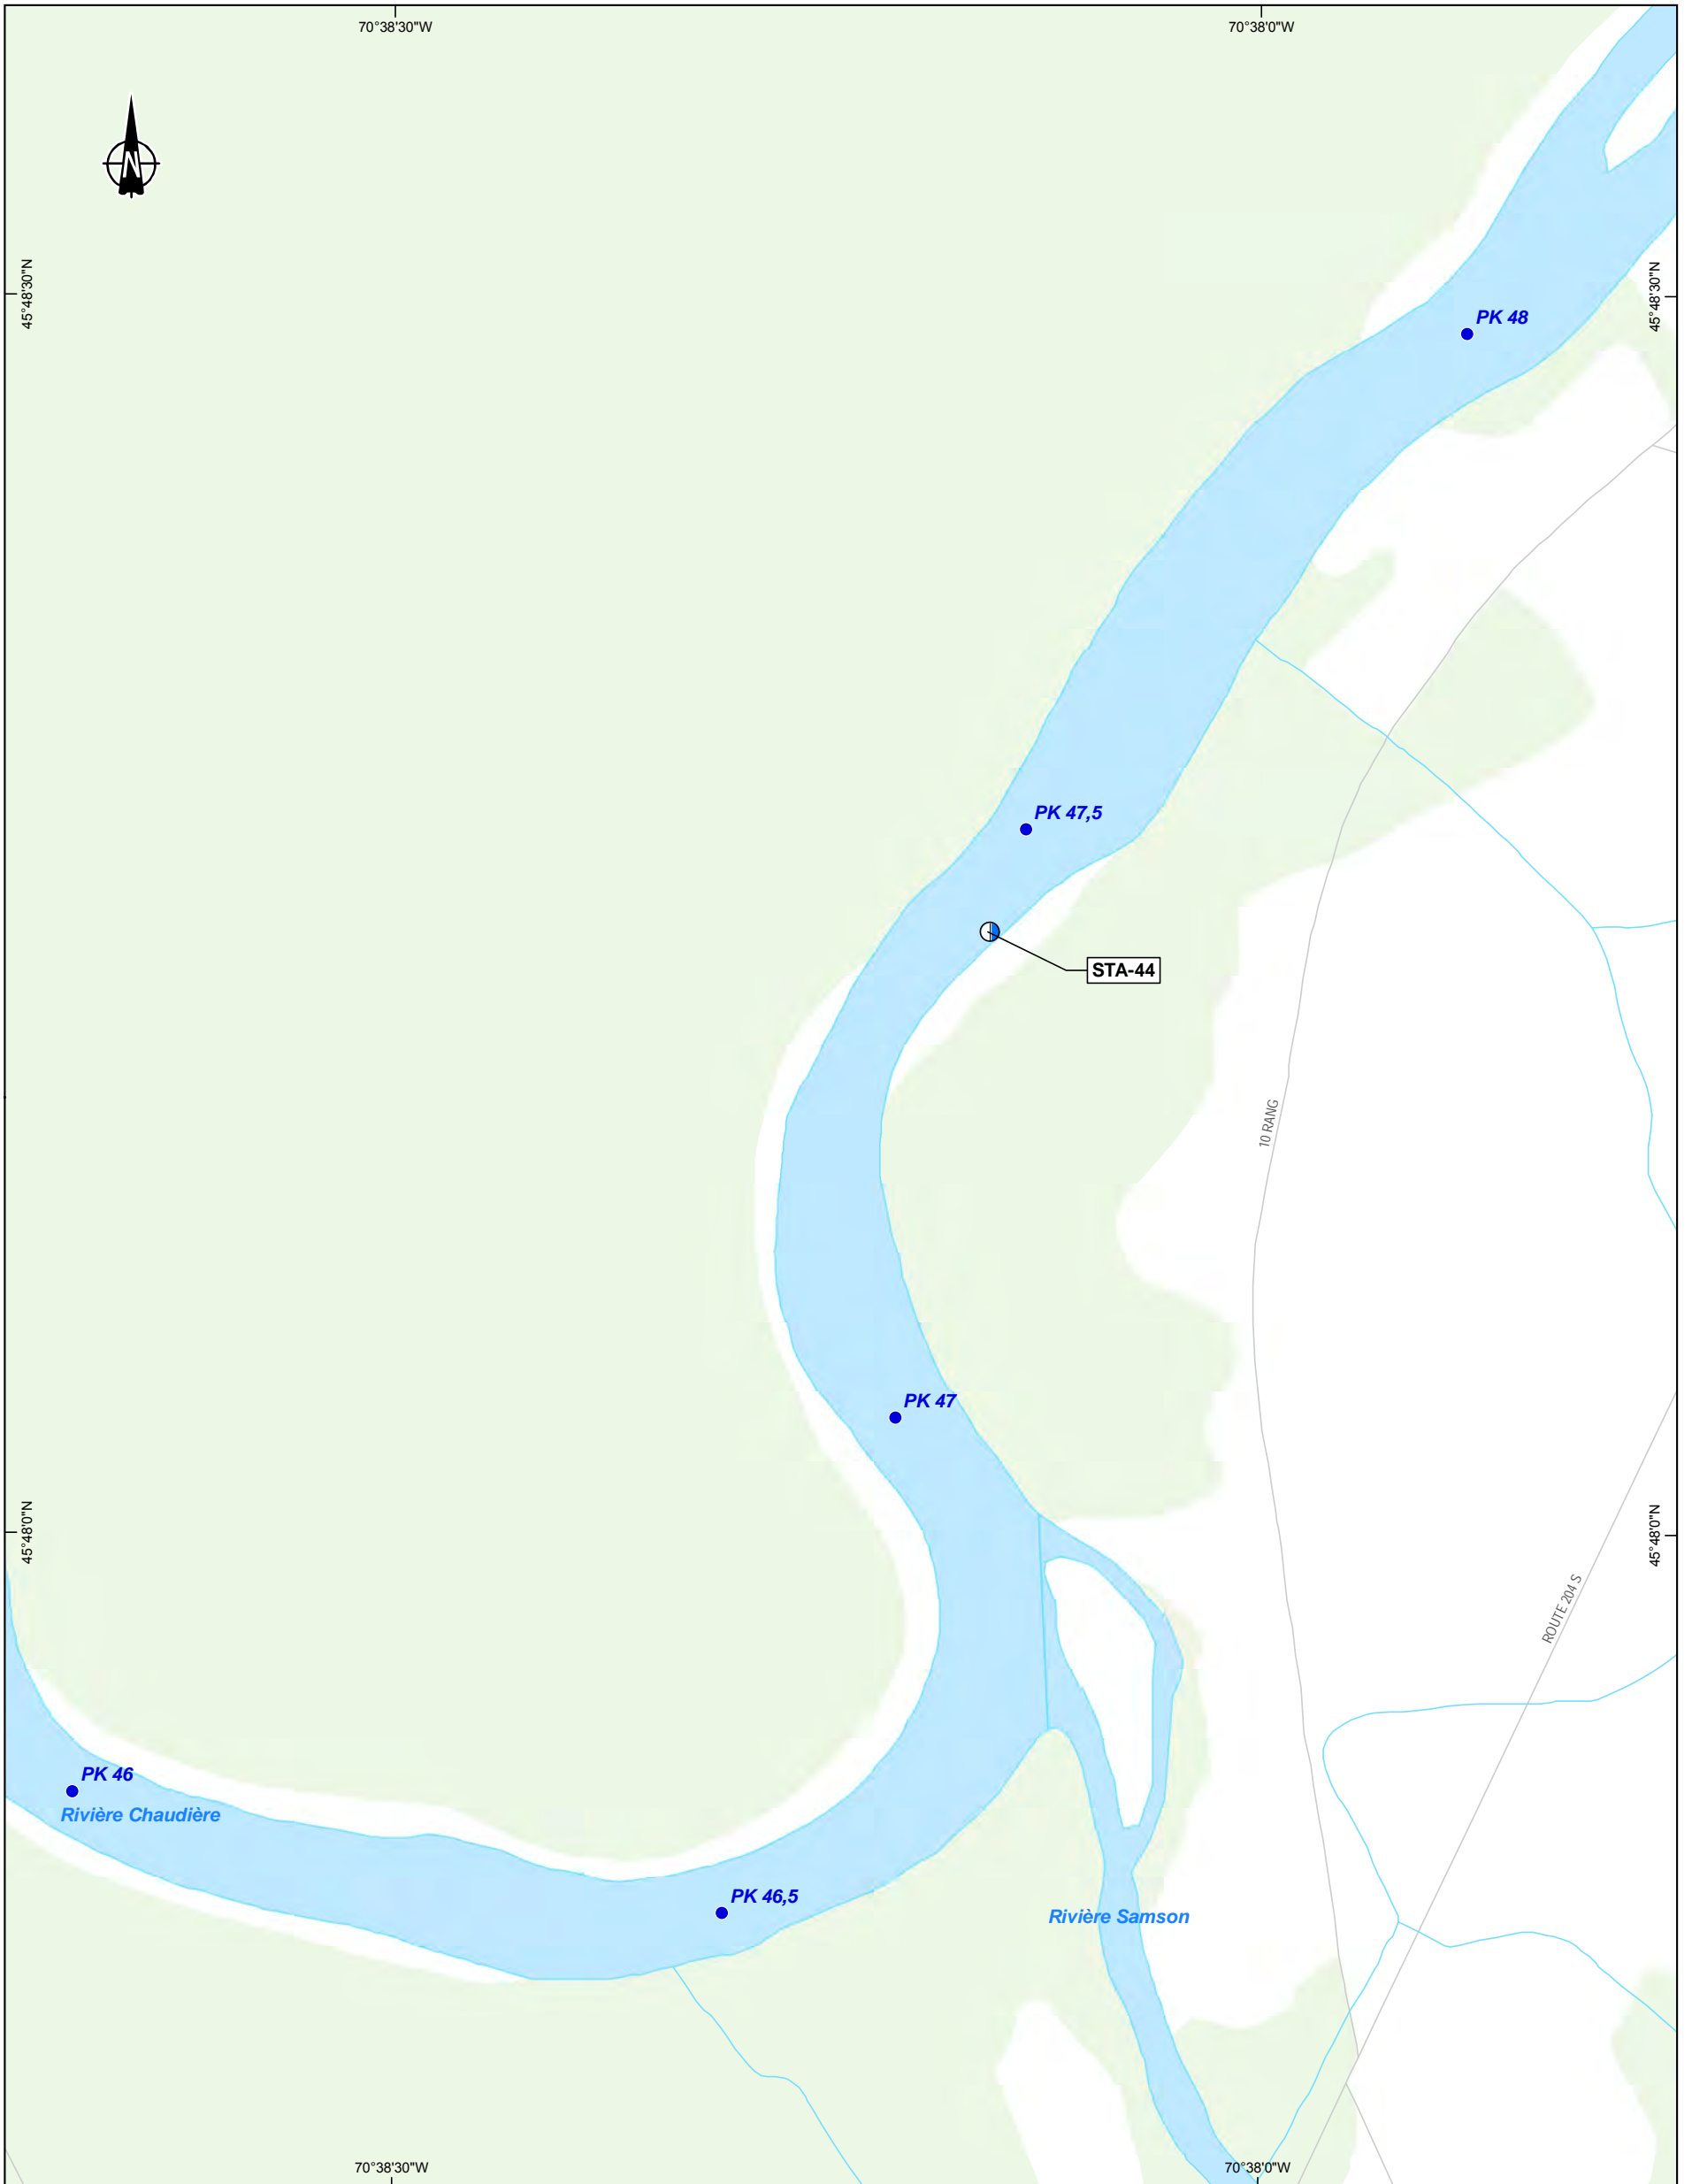 70°38'30"W
70°38'0"W
N
45°48'30"N
45°48'30"N
PK 48
PK 47,5
STA-44
10 RANG
PK 47
45°48'0"N
45°48'0"N
ROUTE 204 S
PK 46
Rivière Chaudière
PK 46,5
Rivière Samson
70°38'30"W
70°38'0"W